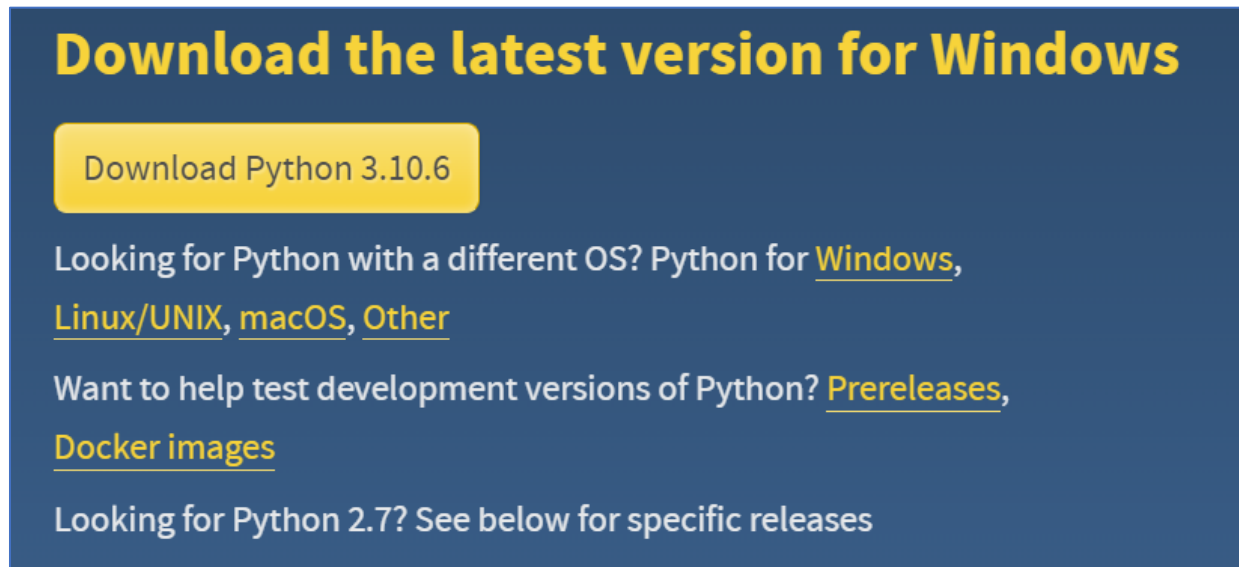 Download the latest version for Windows
Download Python 3.10.6
Looking for Python with a different OS? Python for Windows,
Linux/UNIX, macOS, Other
Want to help test development versions of Python? Prereleases,
Docker images
Looking for Python 2.7? See below for specific releases